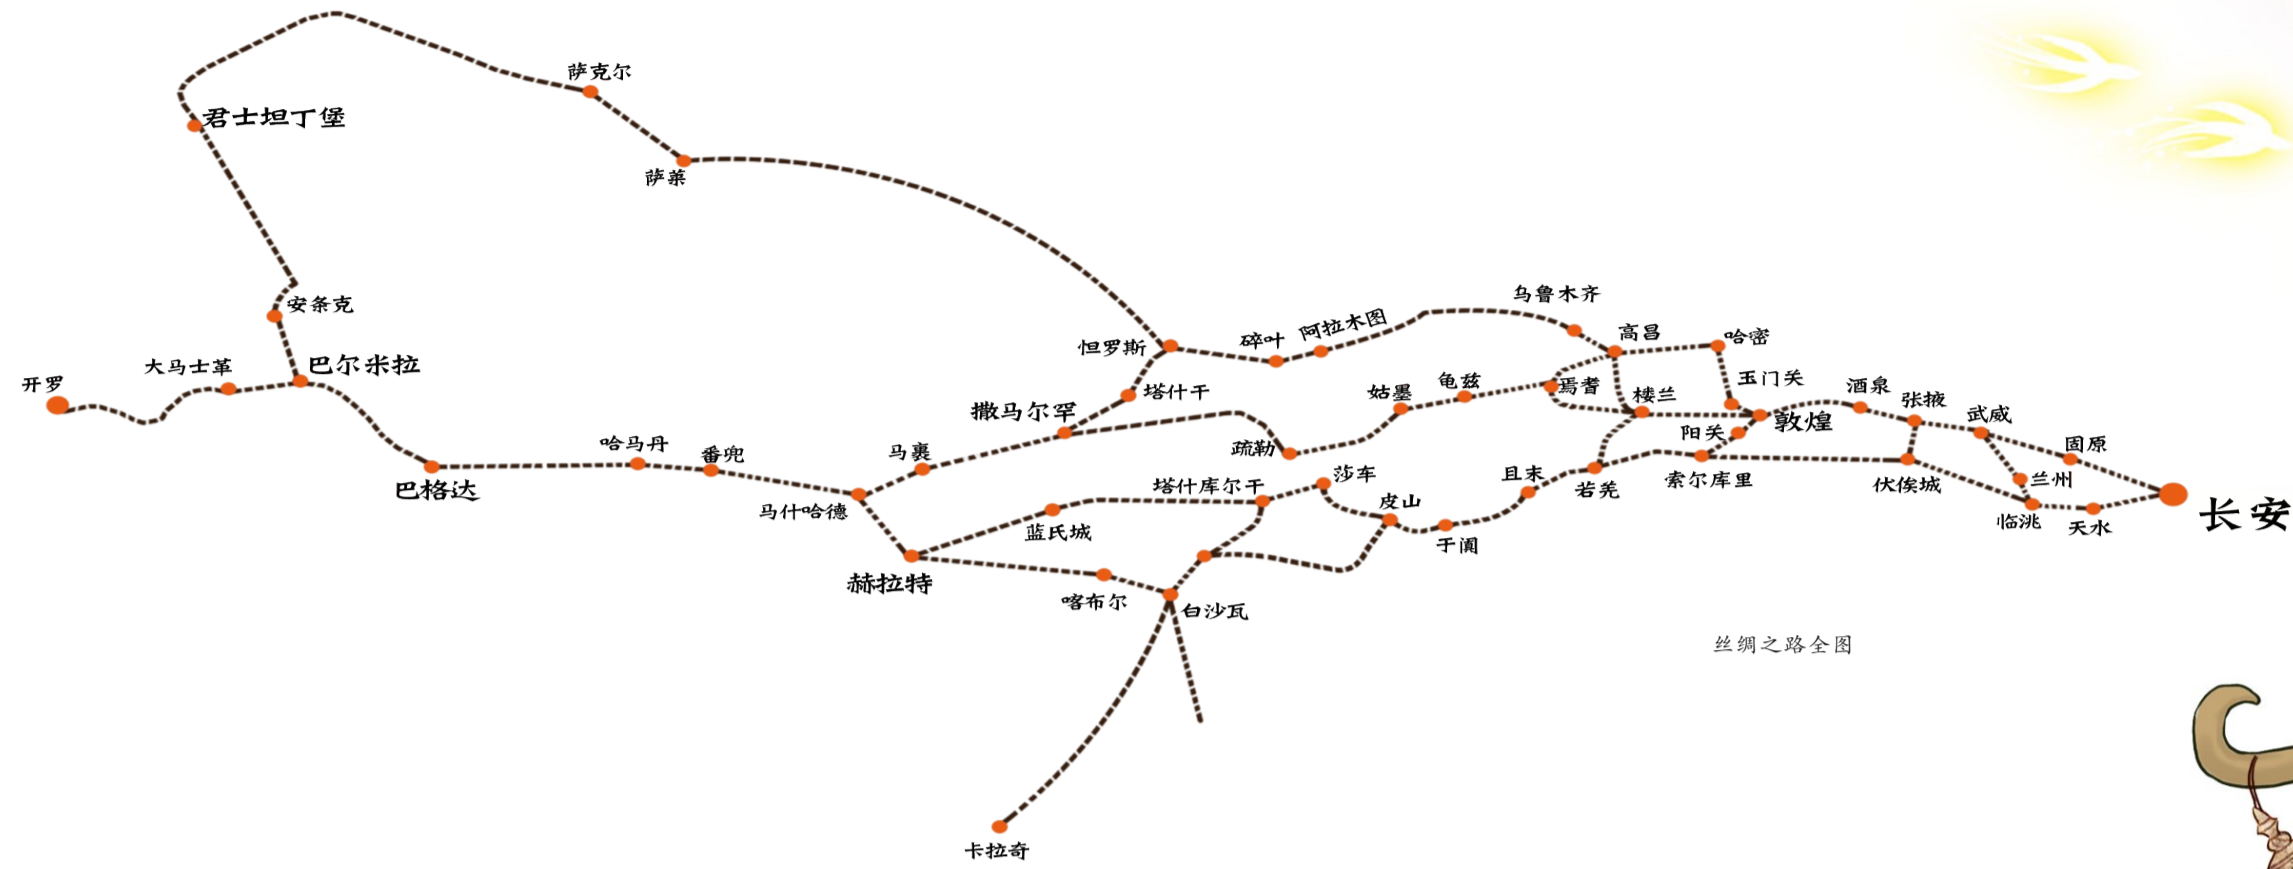 萨克尔
君士坦丁堡
萨莱
安条克
乌鲁木齐
阿拉木图
碎叶
高昌
哈密
怛罗斯
大马士革
巴尔米拉
开罗
塔什干
姑墨
龟兹
焉耆
楼兰
玉门关
酒泉
张掖
武威
撒马尔罕
敦煌
阳关
固原
哈马丹
番兜
马裹
疏勒
巴格达
马什哈德
塔什库尔干
莎车
且末
若羌
索尔库里
伏俟城
兰州
长安
皮山
蓝氏城
于阗
临洮
天水
赫拉特
喀布尔
白沙瓦
丝绸之路全图
卡拉奇